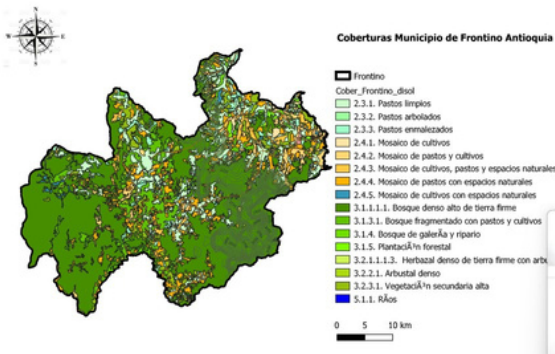 Coberturas Municipio de Frontino Antioquia
N
W
E
S
Frontino
Cober_Frontino_disol
2.3.1. Pastos limpios
2.3.2. Pastos arbolados
2.3.3. Pastos enmalezados
2.4.1. Mosaico de cultivos
2.4.2. Mosaico de pastos y cultivos
2.4.3. Mosaico de cultivos, pastos y espacios naturales
2.4.4. Mosaico de pastos con espacios naturales
2.4.5. Mosaico de cultivos con espacios naturales
3.1.1.1.1. Bosque denso alto de tierra firme
3.1.3.1. Bosque fragmentado con pastos y cultivos
3.1.4. Bosque de galerÃ­a y ripario
3.1.5. PlantaciÃ³n forestal
3.2.1.1.1.3. Herbazal denso de tierra firme con arbu
3.2.2.1. Arbustal denso
3.2.3.1. VegetaciÃ³n secundaria alta
5.1.1. RÃ­os
0 5 10 km